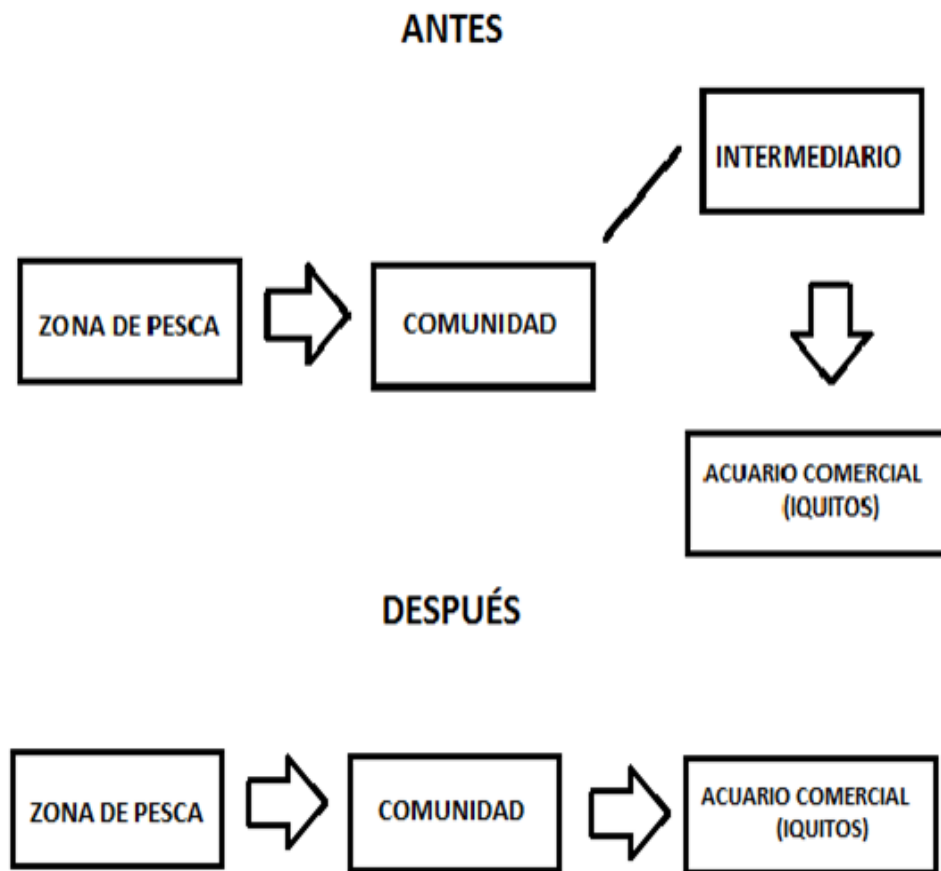 ANTES
INTERMEDIARIO
ZONA DE PESCA
COMUNIDAD
ACUARIO COMERCIAL
(IQUITOS)
DESPUÉS
ZONA DE PESCA
COMUNIDAD
ACUARIO COMERCIAL
(IQUITOS)